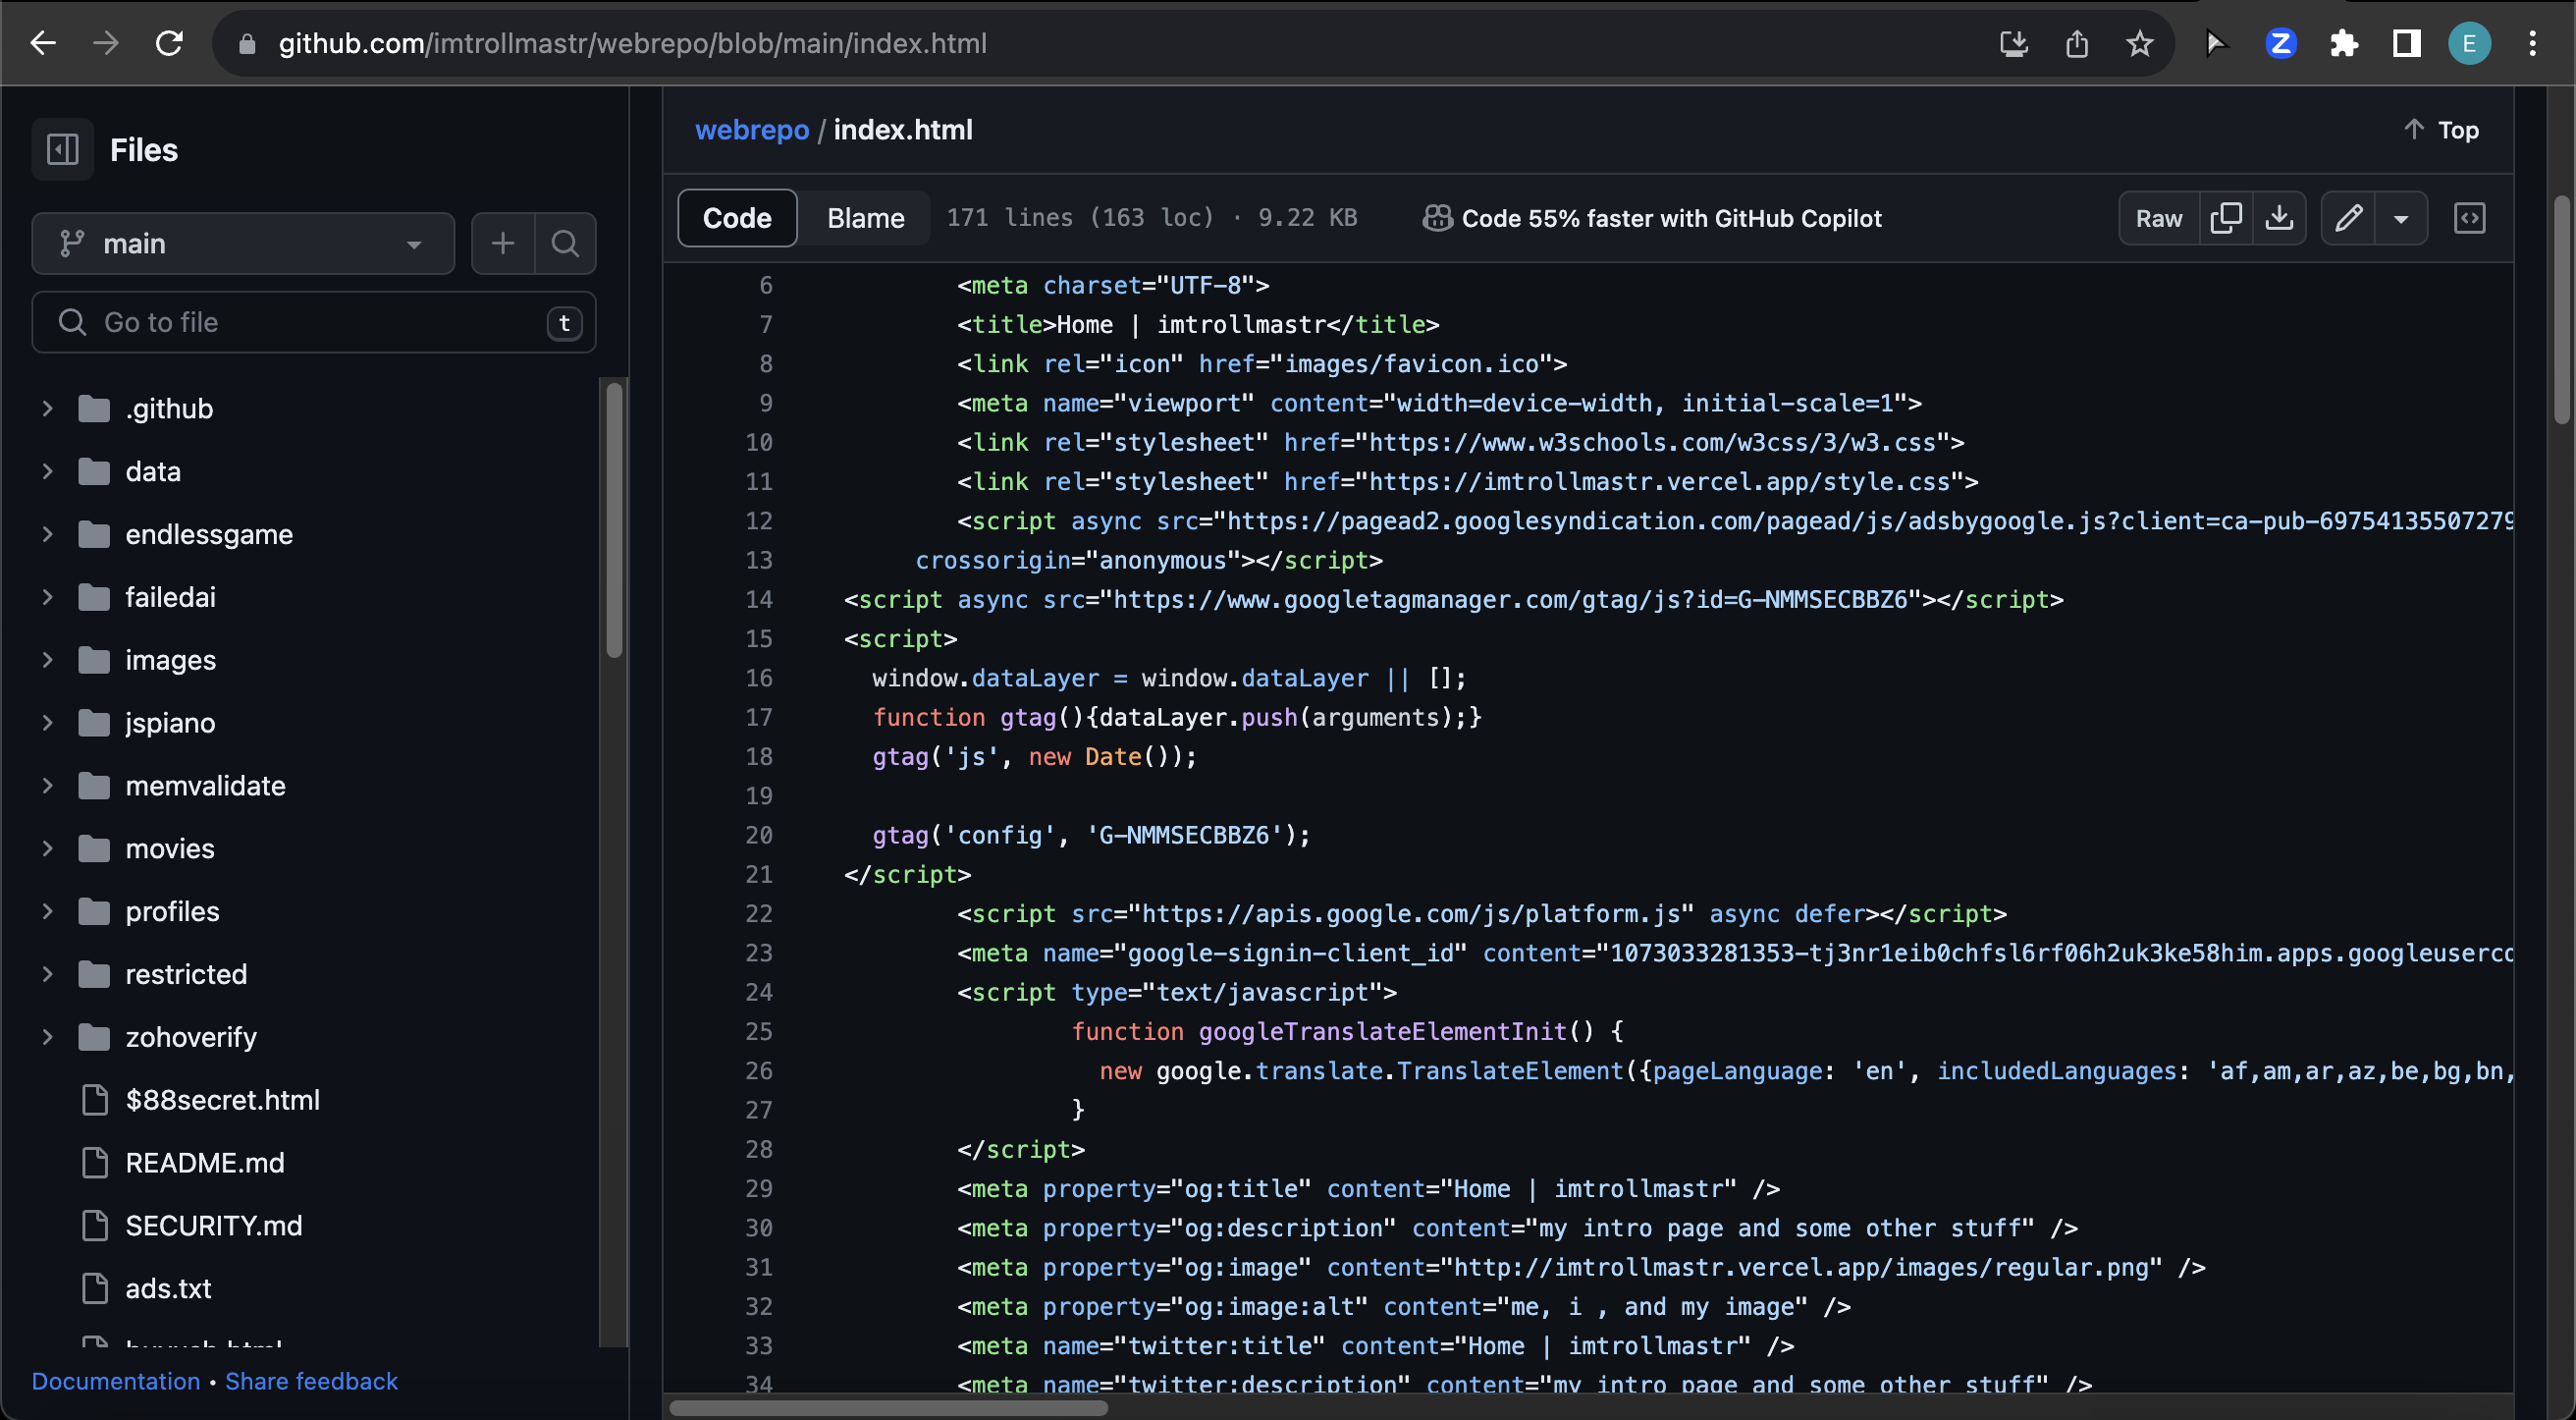 github.com/imtrollmastr/webrepo/blob/main/index.html
Z
E
Files
main
Go to file
t
.github
data
endlessgame
failedai
images
jspiano
memvalidate
movies
profiles
restricted
zohoverify
$88secret.html
README.md
SECURITY.md
ads.txt
Documentation • Share feedback
webrepo / index.html
Top
Code Blame 171 lines (163 loc) · 9.22 KB Code 55% faster with GitHub Copilot Raw
6 <meta charset="UTF-8">
7 <title>Home | imtrollmastr</title>
8 <link rel="icon" href="images/favicon.ico">
9 <meta name="viewport" content="width=device-width, initial-scale=1">
10 <link rel="stylesheet" href="https://www.w3schools.com/w3css/3/w3.css">
11 <link rel="stylesheet" href="https://imtrollmastr.vercel.app/style.css">
12 <script async src="https://pagead2.googlesyndication.com/pagead/js/adsbygoogle.js?client=ca-pub-69754135507279
13 crossorigin="anonymous"></script>
14 <script async src="https://www.googletagmanager.com/gtag/js?id=G-NMMSECBBZ6"></script>
15 <script>
16 window.dataLayer = window.dataLayer || [];
17 function gtag(){dataLayer.push(arguments);}
18 gtag('js', new Date());
19
20 gtag('config', 'G-NMMSECBBZ6');
21 </script>
22 <script src="https://apis.google.com/js/platform.js" async defer></script>
23 <meta name="google-signin-client_id" content="1073033281353-tj3nr1eib0chfsl6rf06h2uk3ke58him.apps.googleuserco
24 <script type="text/javascript">
25 function googleTranslateElementInit() {
26 new google.translate.TranslateElement({pageLanguage: 'en', includedLanguages: 'af,am,ar,az,be,bg,bn,
27 }
28 </script>
29 <meta property="og:title" content="Home | imtrollmastr" />
30 <meta property="og:description" content="my intro page and some other stuff" />
31 <meta property="og:image" content="http://imtrollmastr.vercel.app/images/regular.png" />
32 <meta property="og:image:alt" content="me, i , and my image" />
33 <meta name="twitter:title" content="Home | imtrollmastr" />
34 <meta name="twitter:description" content="my intro page and some other stuff" />